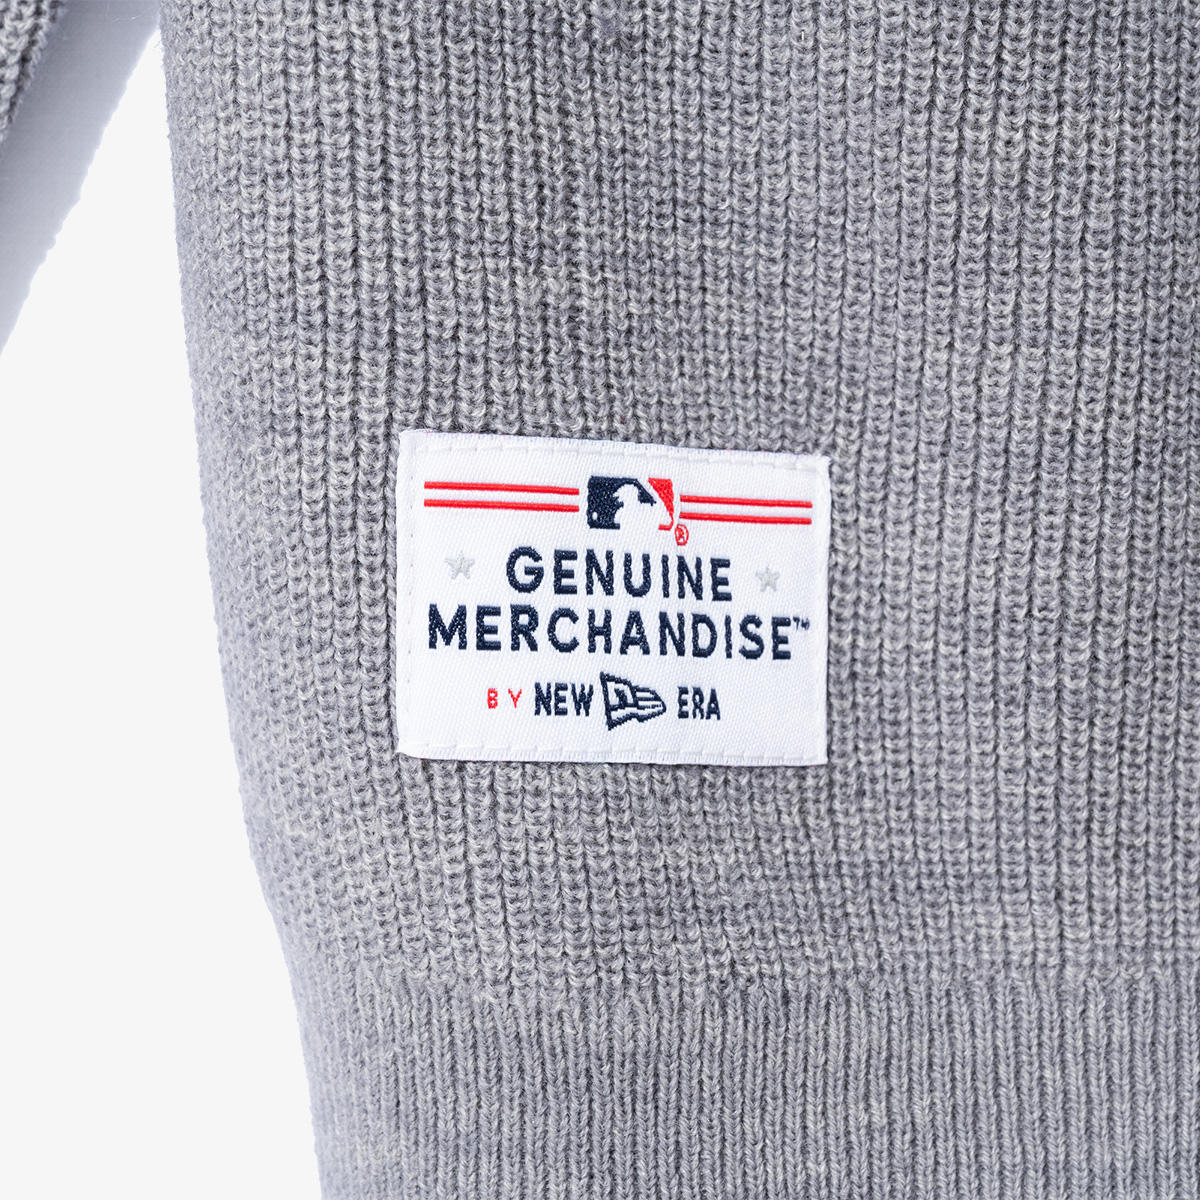 ®
GENUINE
MERCHANDISE™
BY NEW ERA